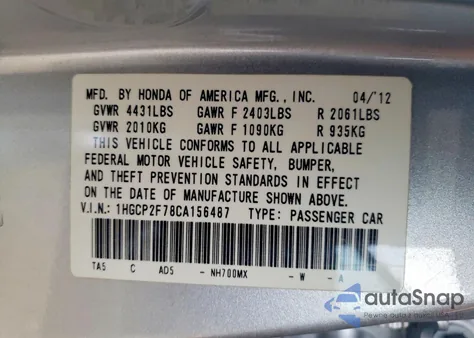 MFD. BY HONDA OF AMERICA MFG., INC. 04/'12
GVWR 4431LBS GAWR F 2403LBS R 2061LBS
GVWR 2010KG GAWR F 1090KG R 935KG
THIS VEHICLE CONFORMS TO ALL APPLICABLE
FEDERAL MOTOR VEHICLE SAFETY, BUMPER,
AND THEFT PREVENTION STANDARDS IN EFFECT
ON THE DATE OF MANUFACTURE SHOWN ABOVE.
V.I.N.: 1HGCP2F78CA156487 TYPE: PASSENGER CAR
TA5 C AD5 - NH700MX - W - A
autoSnap
Pewne auta z